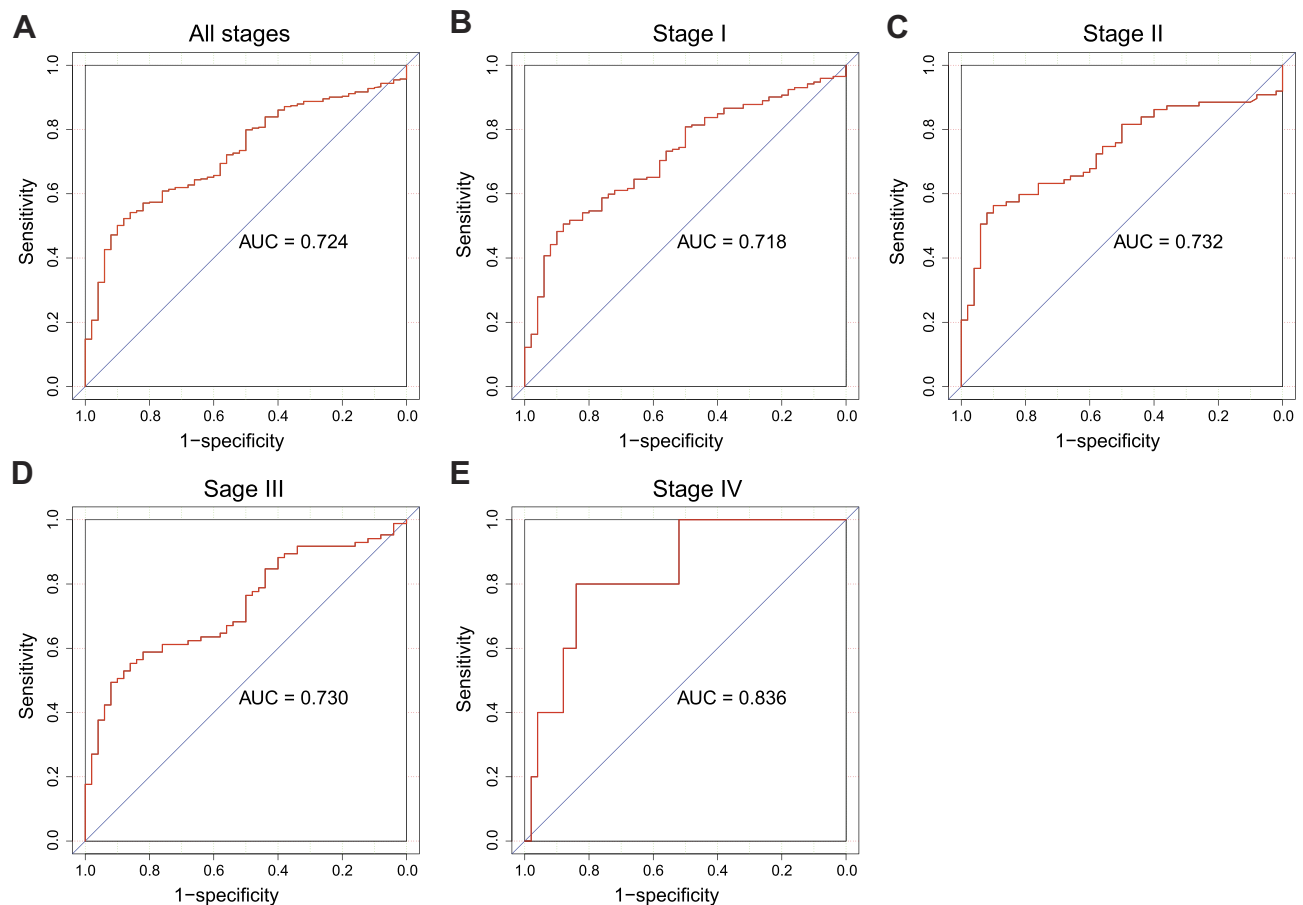 A
All stages
Sensitivity
0.0 0.2 0.4 0.6 0.8 1.0
AUC = 0.724
1.0 0.8 0.6 0.4 0.2 0.0
1−specificity
B
Stage I
Sensitivity
0.0 0.2 0.4 0.6 0.8 1.0
AUC = 0.718
1.0 0.8 0.6 0.4 0.2 0.0
1−specificity
C
Stage II
Sensitivity
0.0 0.2 0.4 0.6 0.8 1.0
AUC = 0.732
1.0 0.8 0.6 0.4 0.2 0.0
1−specificity
D
Sage III
Sensitivity
0.0 0.2 0.4 0.6 0.8 1.0
AUC = 0.730
1.0 0.8 0.6 0.4 0.2 0.0
1−specificity
E
Stage IV
Sensitivity
0.0 0.2 0.4 0.6 0.8 1.0
AUC = 0.836
1.0 0.8 0.6 0.4 0.2 0.0
1−specificity